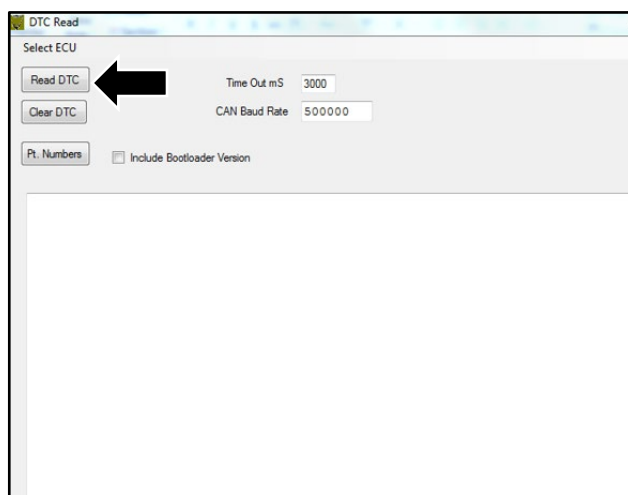 DTC Read
Select ECU
Read DTC
Time Out mS 3000
Clear DTC
CAN Baud Rate 500000
Pt. Numbers
Include Bootloader Version